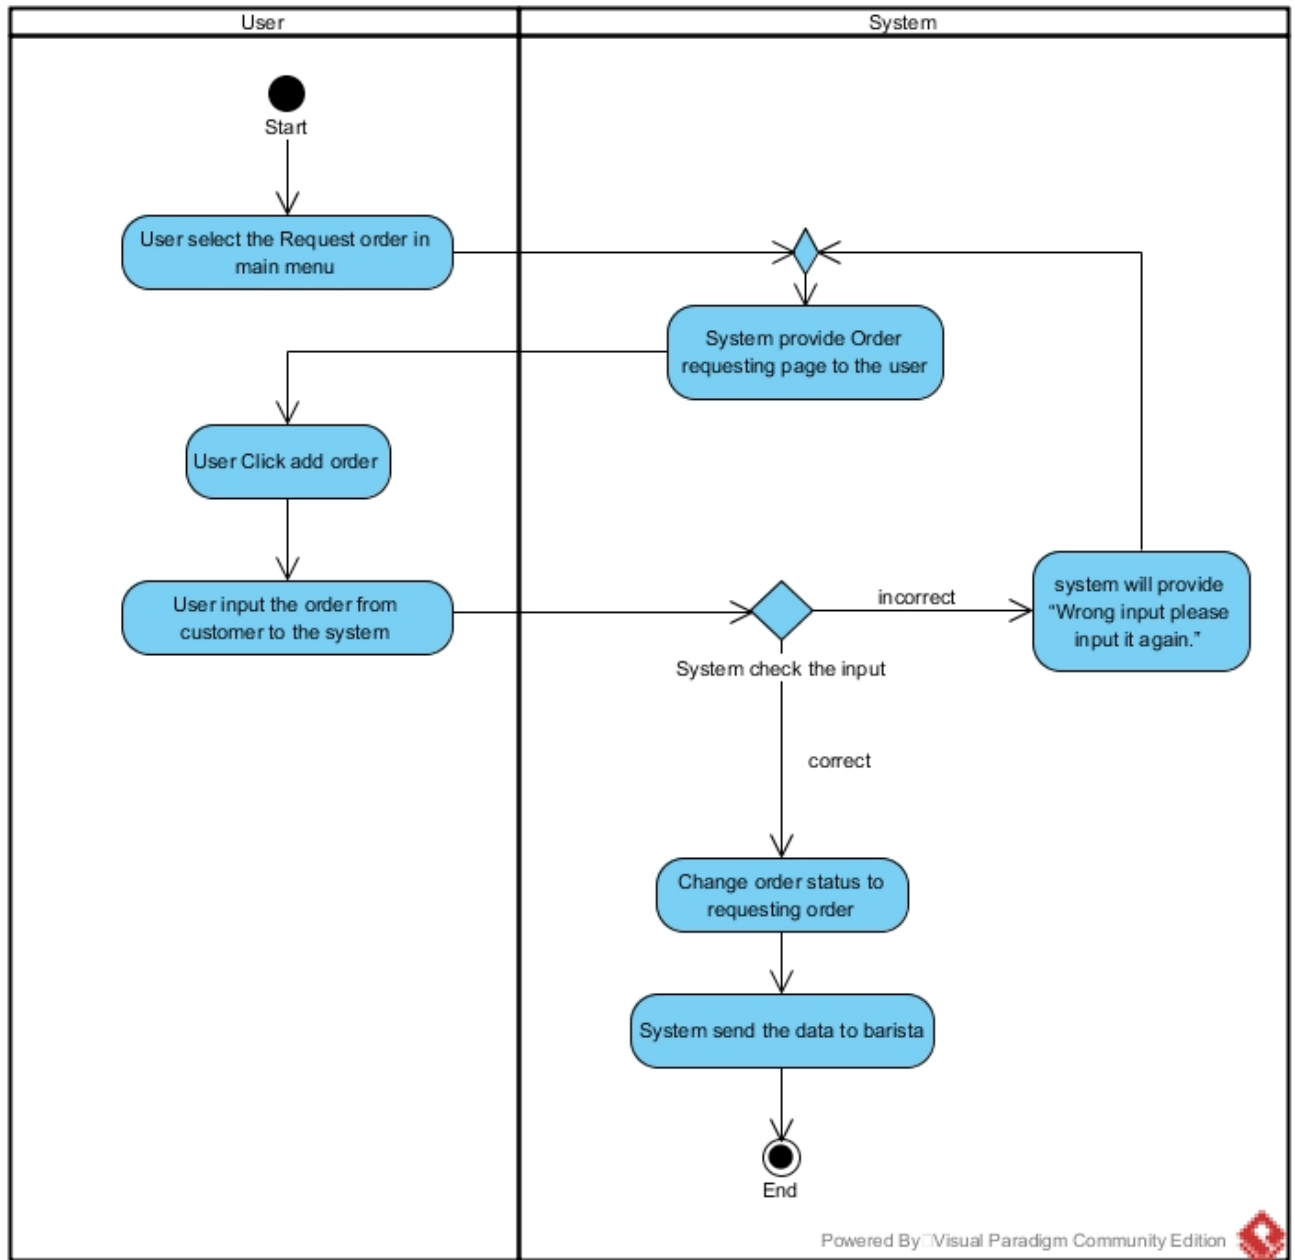 User
System
Start
User select the Request order in
main menu
System provide Order
requesting page to the user
User Click add order
User input the order from
customer to the system
incorrect
system will provide
“Wrong input please
input it again.”
System check the input
correct
Change order status to
requesting order
System send the data to barista
End
Powered By Visual Paradigm Community Edition